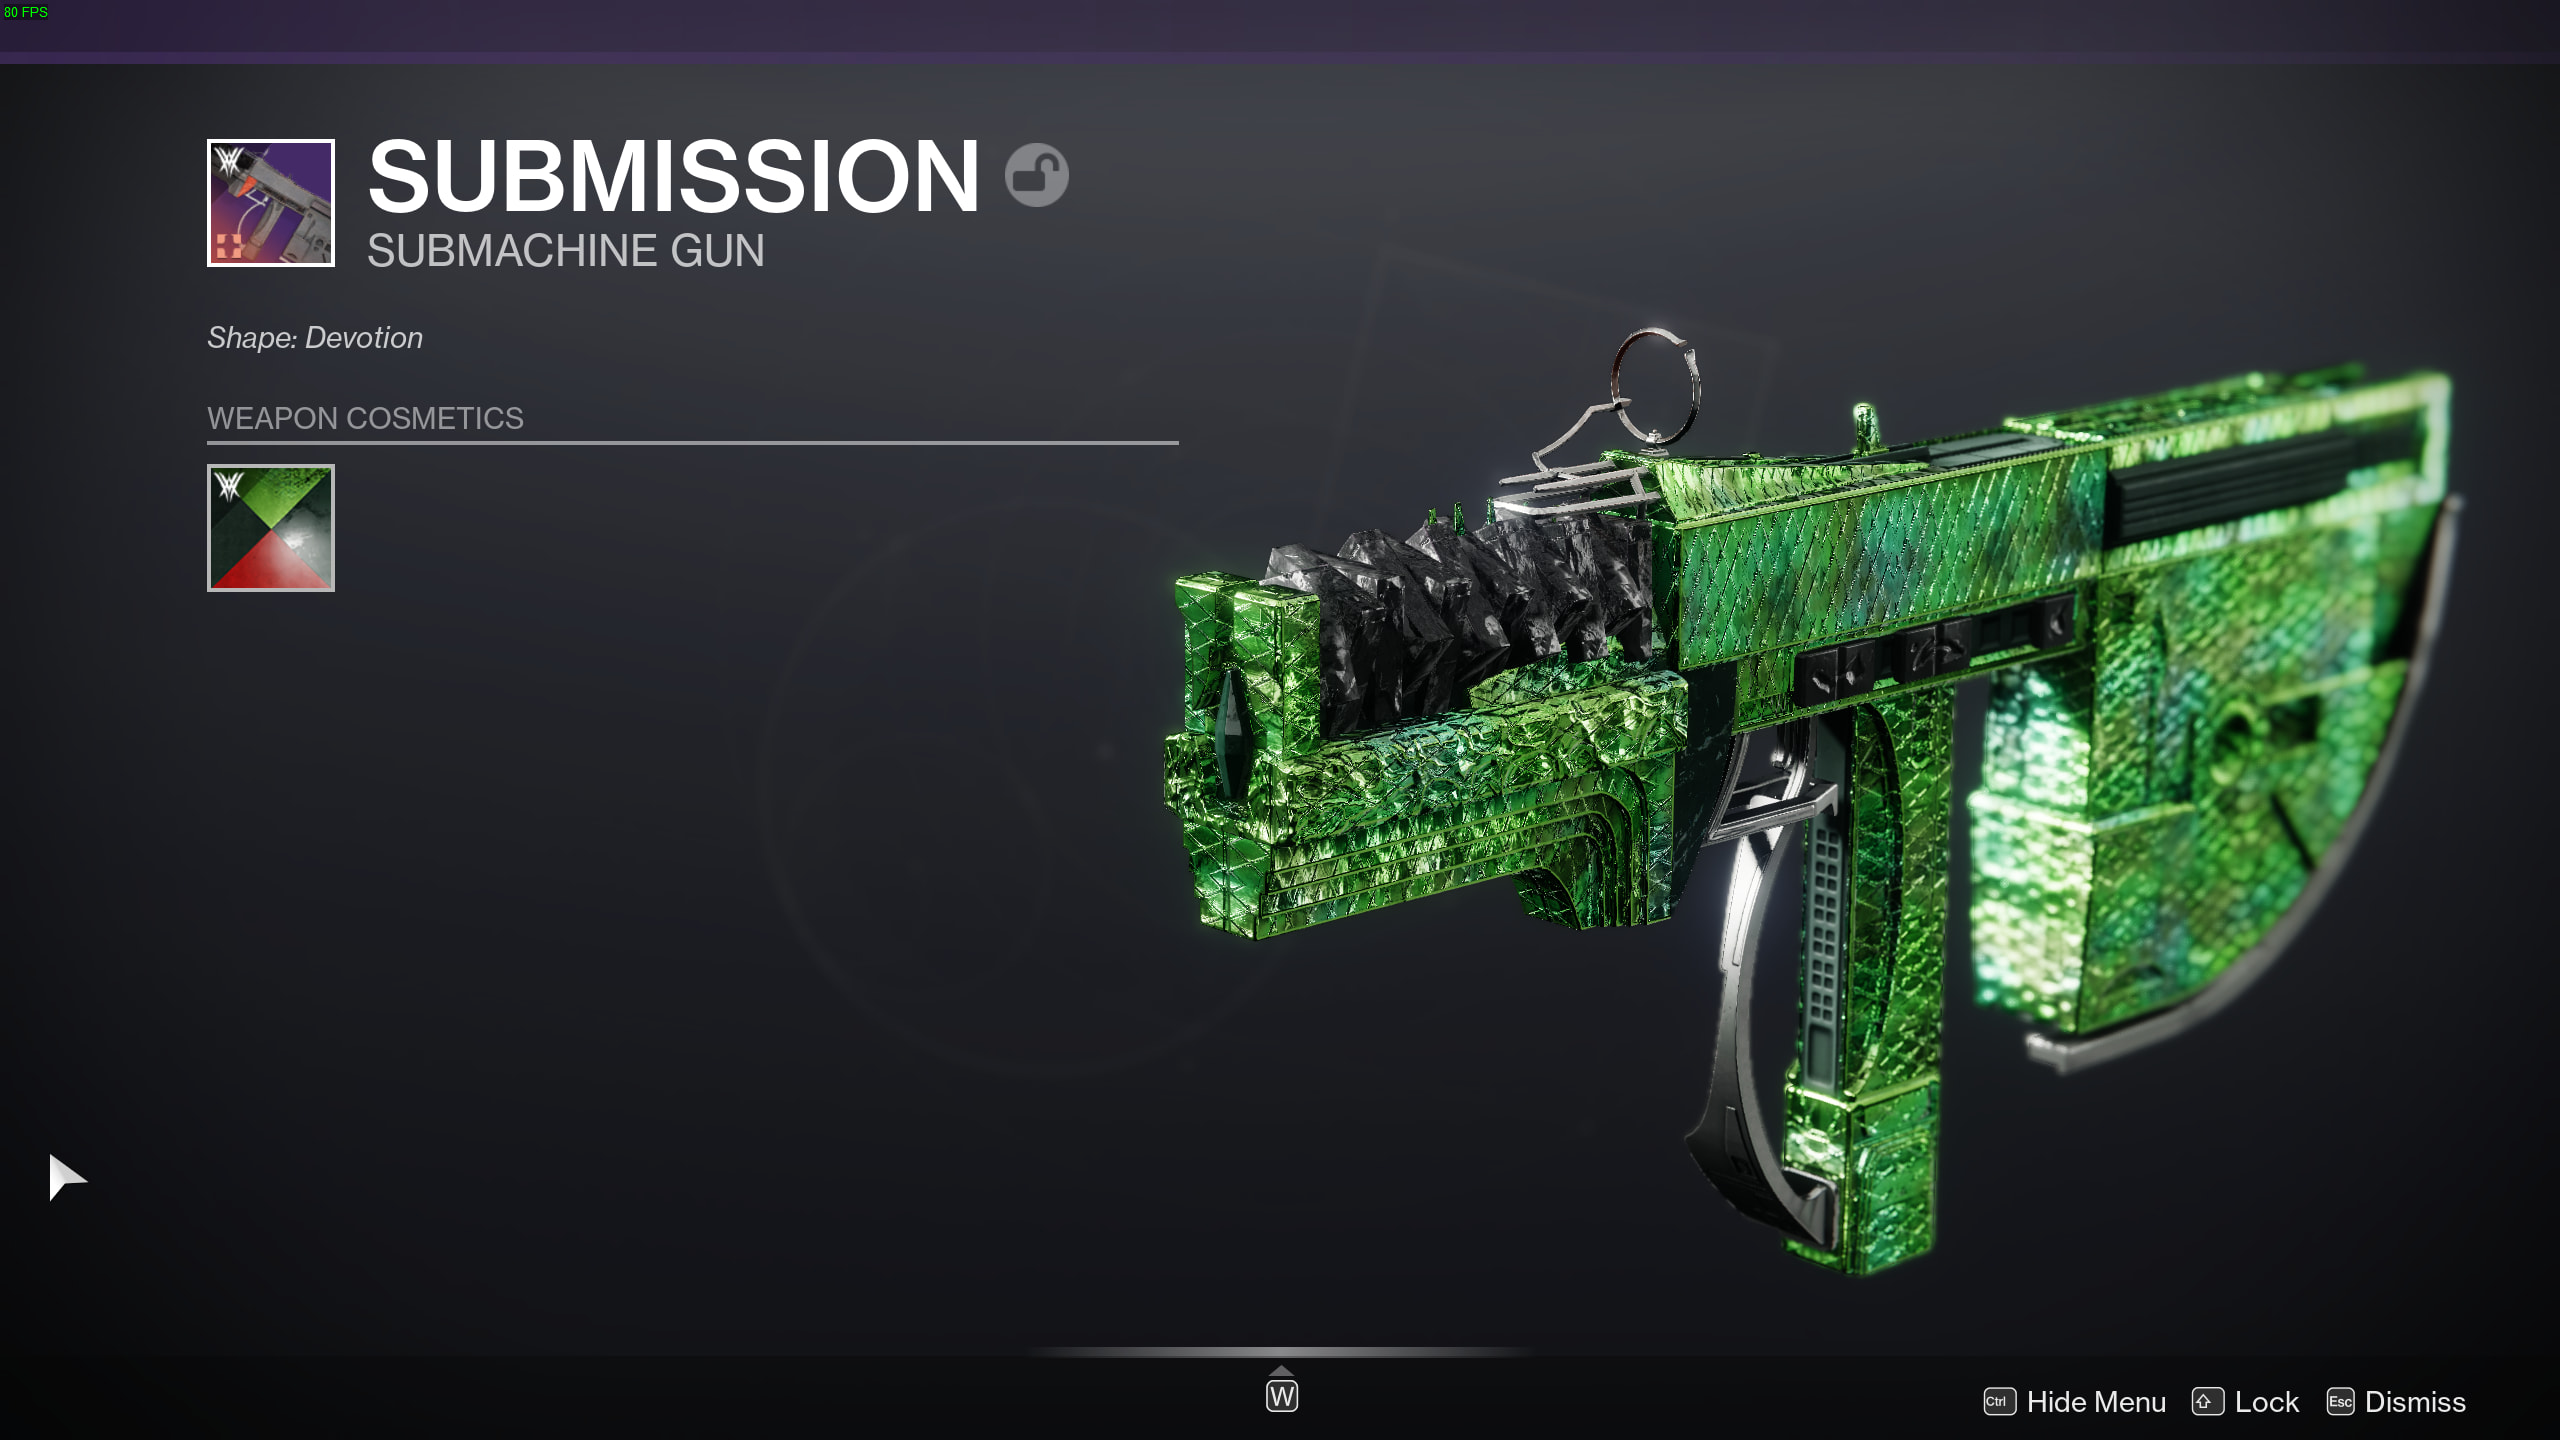 80 FPS
SUBMISSION
SUBMACHINE GUN
Shape: Devotion
WEAPON COSMETICS
W
Ctrl Hide Menu Lock Esc Dismiss